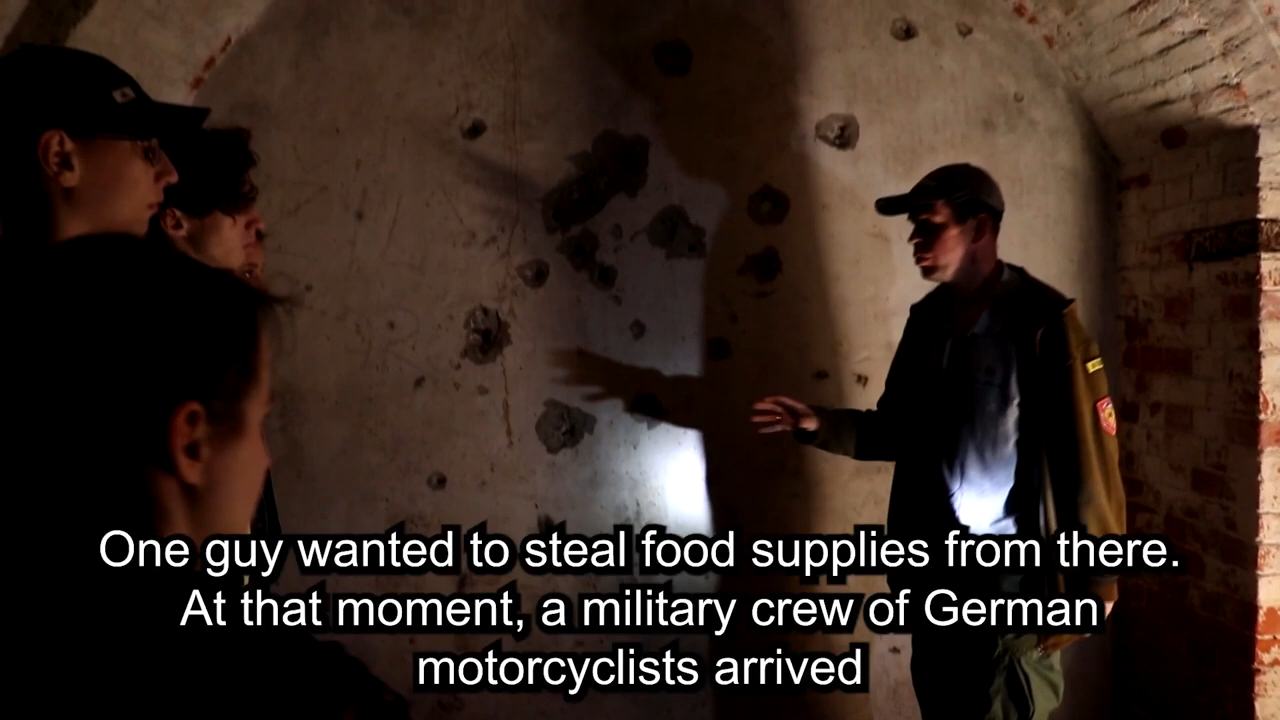 One guy wanted to steal food supplies from there.
At that moment, a military crew of German
motorcyclists arrived